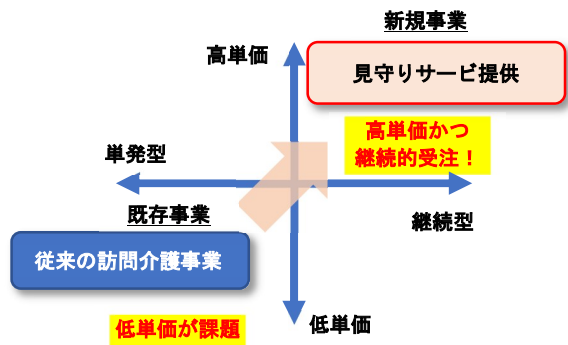 新規事業
高単価
見守りサービ提供
高単価かつ
継続的受注！
単発型
既存事業
継続型
従来の訪問介護事業
低単価が課題
低単価